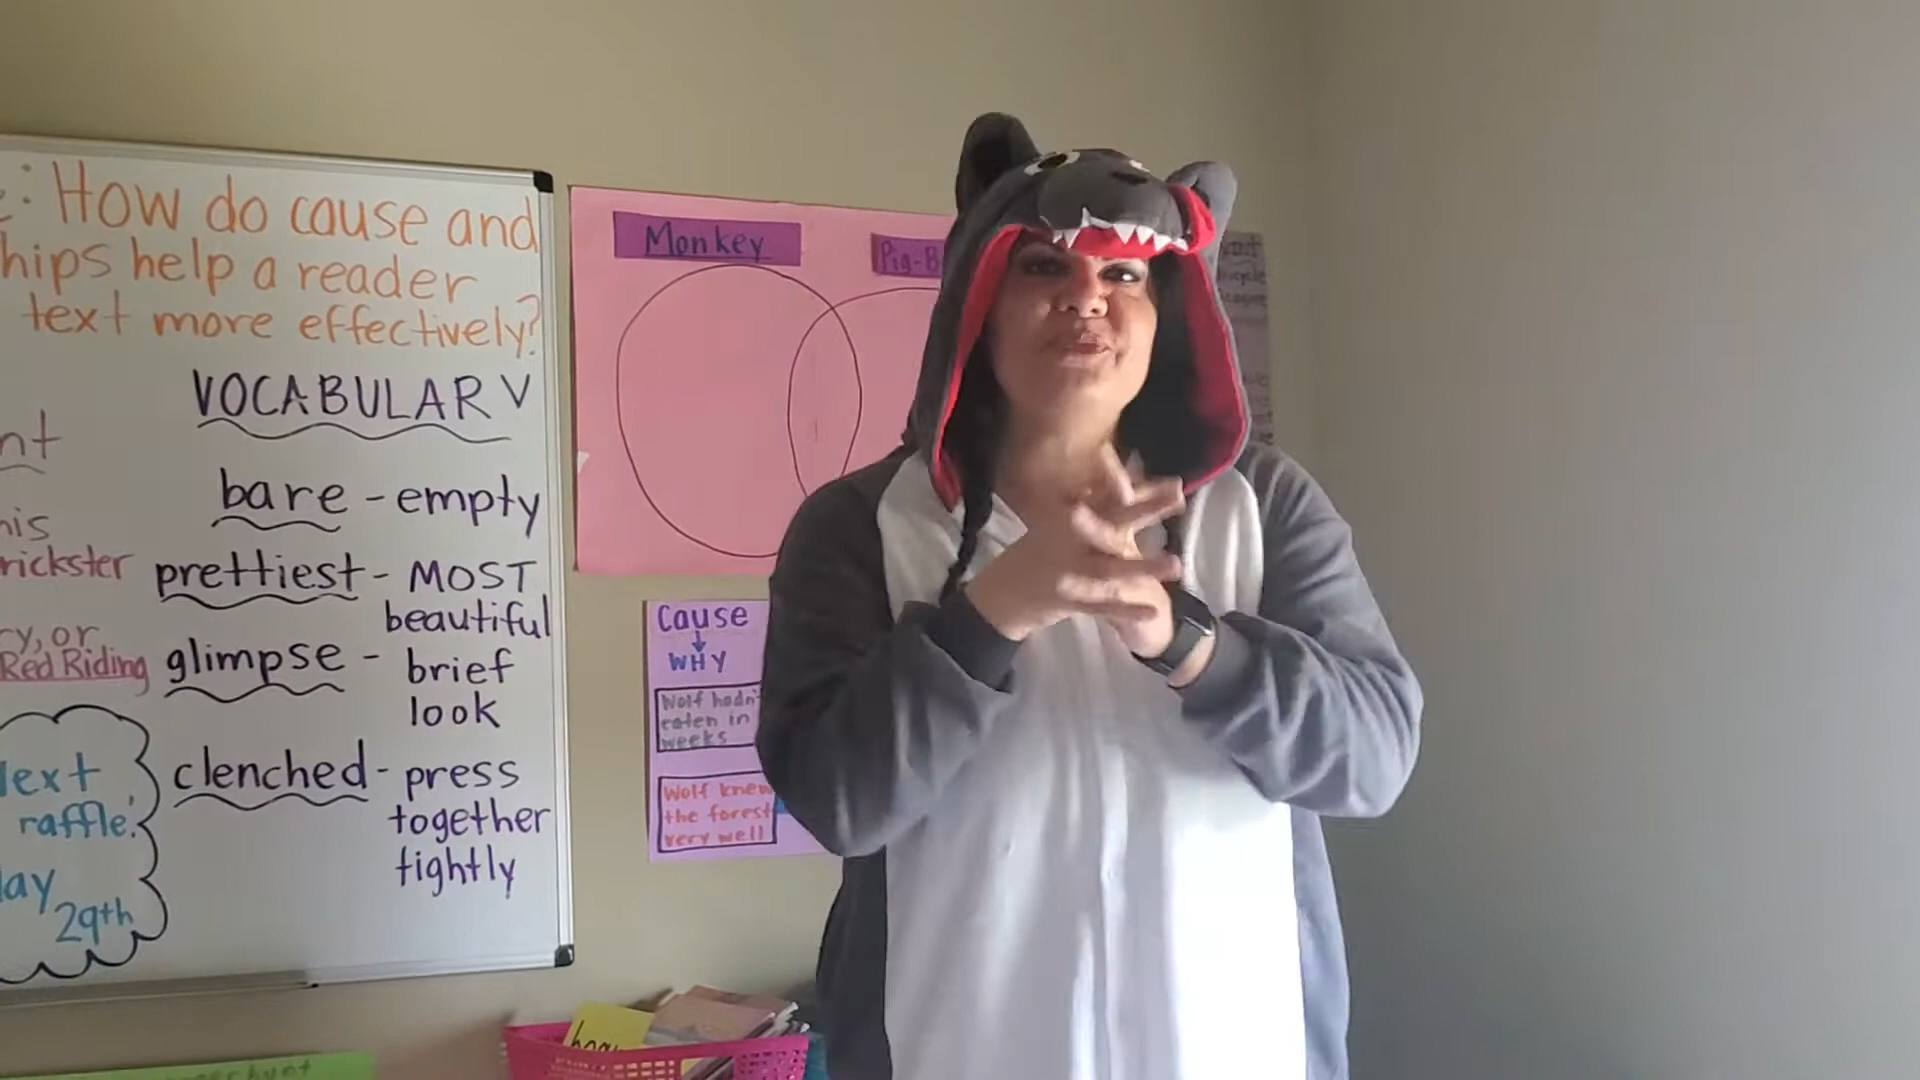 : How do cause and
hips help a reader
text more effectively?
VOCABULARY
nt
bare - empty
his
rickster
prettiest - MOST
beautiful
ry, or
Red Riding
glimpse - brief
look
clenched - press
together
tightly
Next
raffle:
day
29th
Monkey
Pig-B
Cause
WHY
Wolf hadn't
eaten in
weeks
Wolf knew
the forest
very well